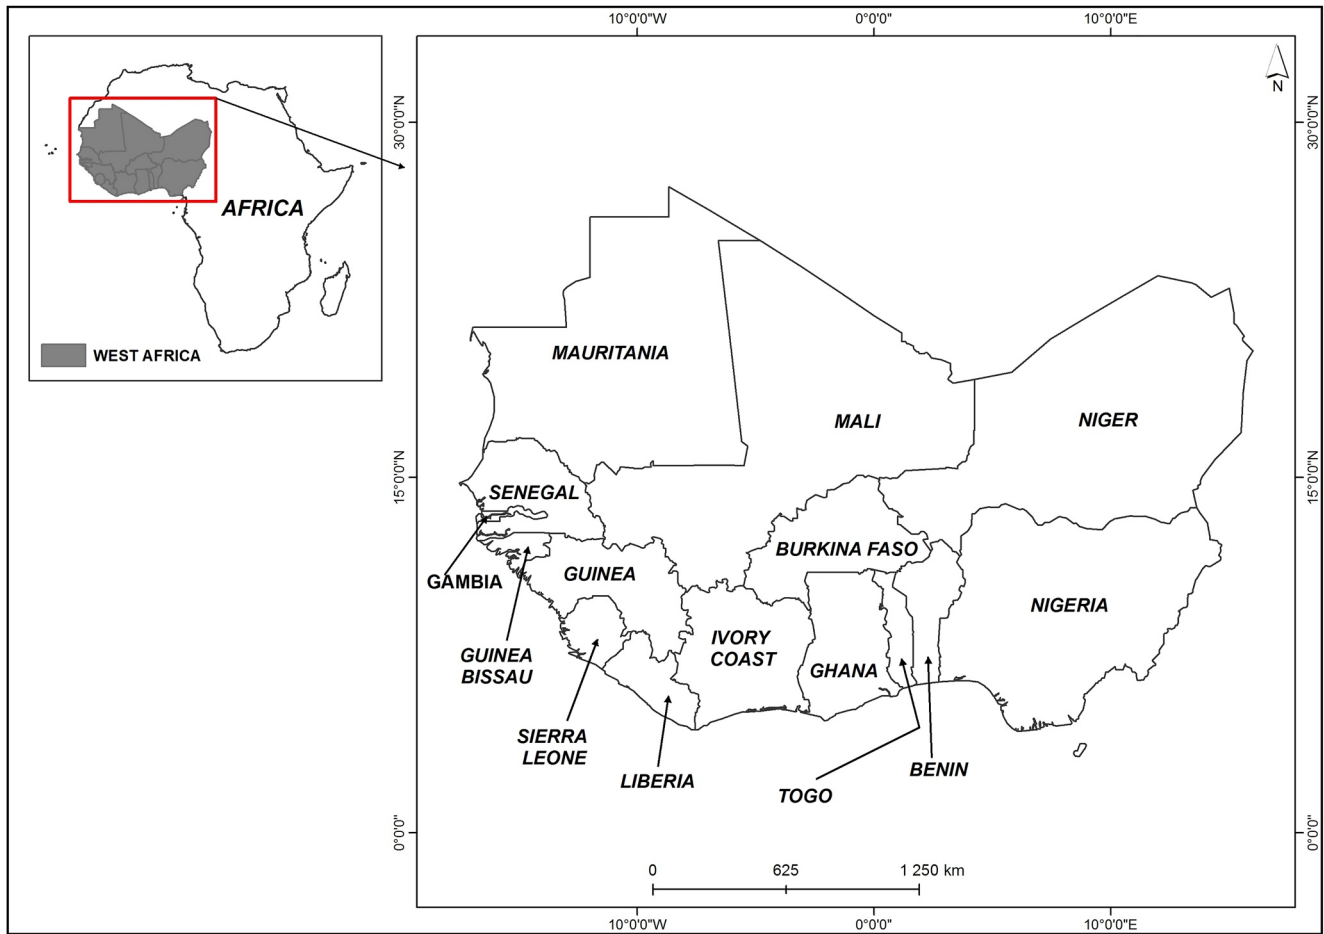 10°0'0"W
0°0'0"
10°0'0"E
30°0'0"N
30°0'0"N
N
AFRICA
WEST AFRICA
MAURITANIA
MALI
NIGER
15°0'0"N
15°0'0"N
SENEGAL
BURKINA FASO
GAMBIA
GUINEA
NIGERIA
IVORY
COAST
GUINEA
BISSAU
GHANA
SIERRA
LEONE
LIBERIA
BENIN
TOGO
0°0'0"
0°0'0"
0
625
1 250 km
10°0'0"W
0°0'0"
10°0'0"E